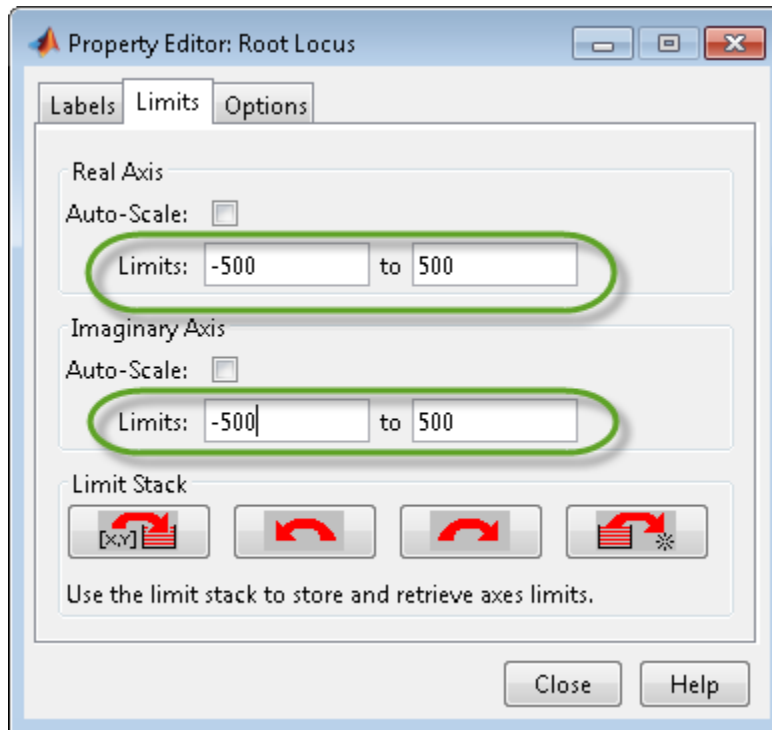 Property Editor: Root Locus
Labels Limits Options
Real Axis
Auto-Scale:
Limits: -500 to 500
Imaginary Axis
Auto-Scale:
Limits: -500 to 500
Limit Stack
[X,Y]
Use the limit stack to store and retrieve axes limits.
Close Help